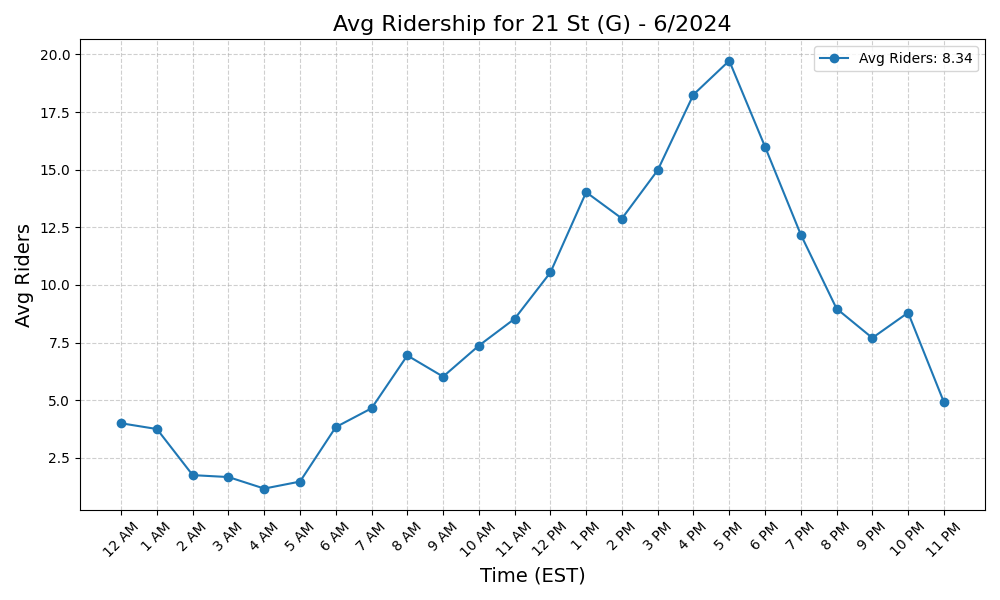 Avg Ridership for 21 St (G) - 6/2024
Avg Riders: 8.34
Avg Riders
20.0
17.5
15.0
12.5
10.0
7.5
5.0
2.5
12 AM
1 AM
2 AM
3 AM
4 AM
5 AM
6 AM
7 AM
8 AM
9 AM
10 AM
11 AM
12 PM
1 PM
2 PM
3 PM
4 PM
5 PM
6 PM
7 PM
8 PM
9 PM
10 PM
11 PM
Time (EST)